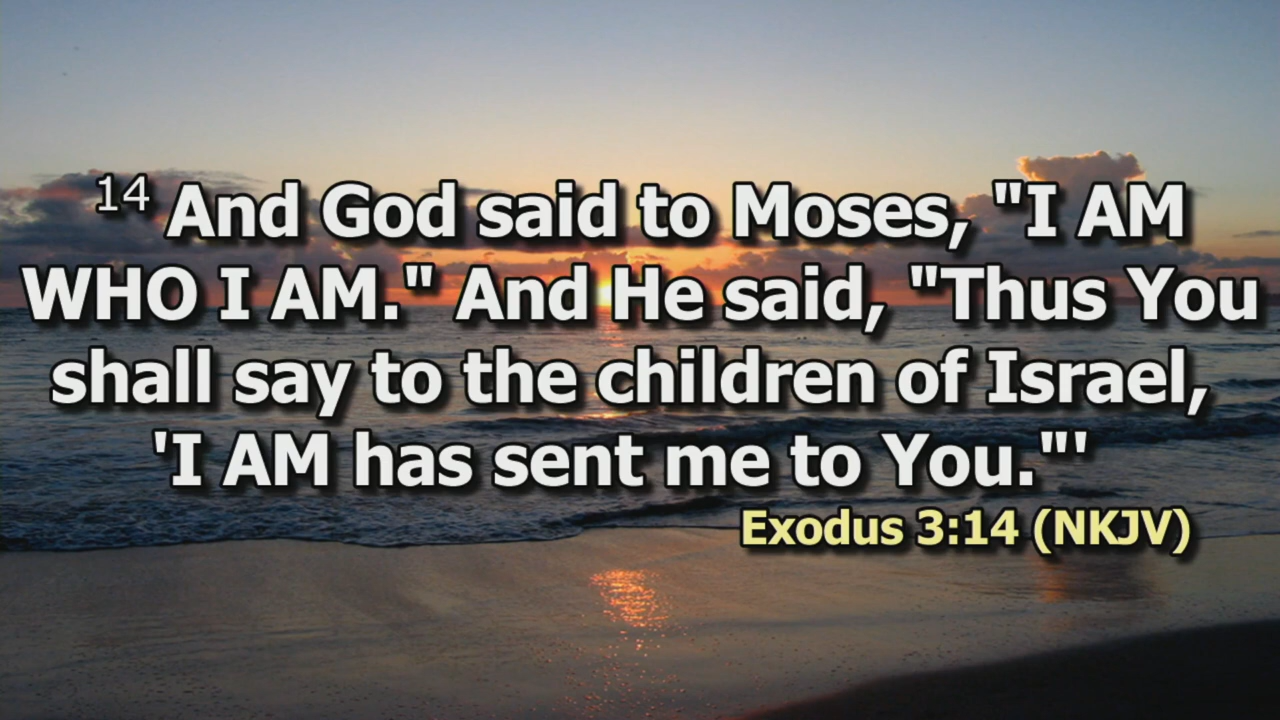 14 And God said to Moses, "I AM
WHO I AM." And He said, "Thus You
shall say to the children of Israel,
'I AM has sent me to You."'
Exodus 3:14 (NKJV)